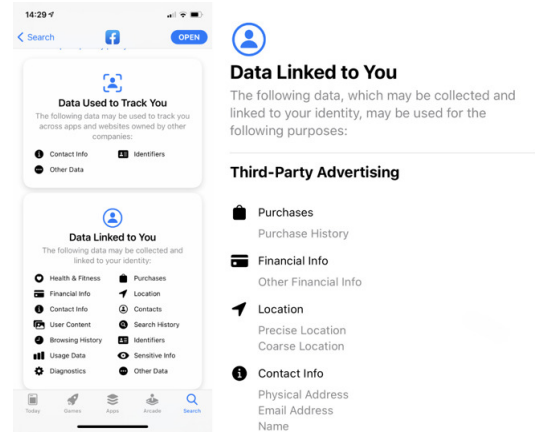 14:29
Search
OPEN
Data Used to Track You
The following data may be used to track you
across apps and websites owned by other
companies:
Contact Info
Identifiers
Other Data
Data Linked to You
The following data may be collected and
linked to your identity:
Health & Fitness
Purchases
Financial Info
Location
Contact Info
Contacts
User Content
Search History
Browsing History
Identifiers
Usage Data
Sensitive Info
Diagnostics
Other Data
Today
Games
Apps
Arcade
Search
Data Linked to You
The following data, which may be collected and
linked to your identity, may be used for the
following purposes:
Third-Party Advertising
Purchases
Purchase History
Financial Info
Other Financial Info
Location
Precise Location
Coarse Location
Contact Info
Physical Address
Email Address
Name